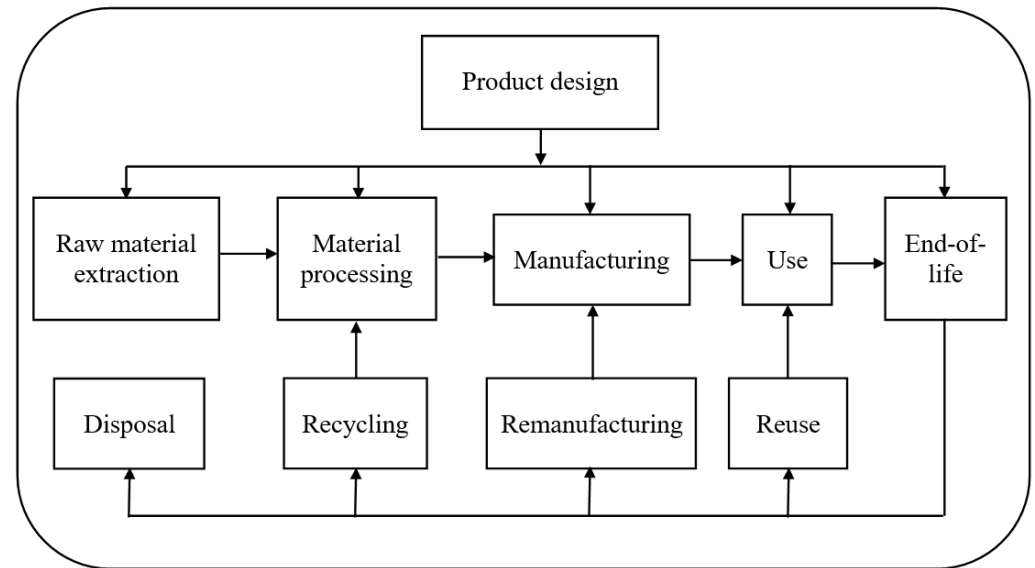 Product design
Raw material
extraction
Material
processing
Manufacturing
Use
End-of-
life
Disposal
Recycling
Remanufacturing
Reuse